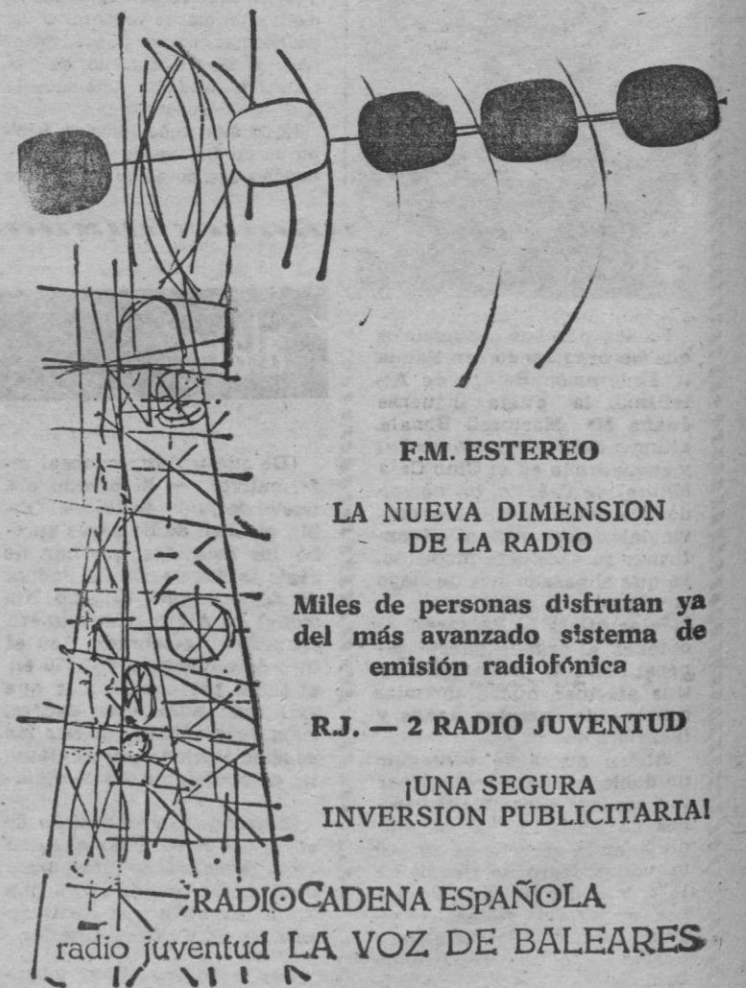 F.M. ESTEREO
LA NUEVA DIMENSION
DE LA RADIO
Miles de personas disfrutan ya
del más avanzado sistema de
emisión radiofónica
R.J. — 2 RADIO JUVENTUD
¡UNA SEGURA
INVERSION PUBLICITARIA!
RADIOCADENA ESPAÑOLA
radio juventud LA VOZ DE BALEARES